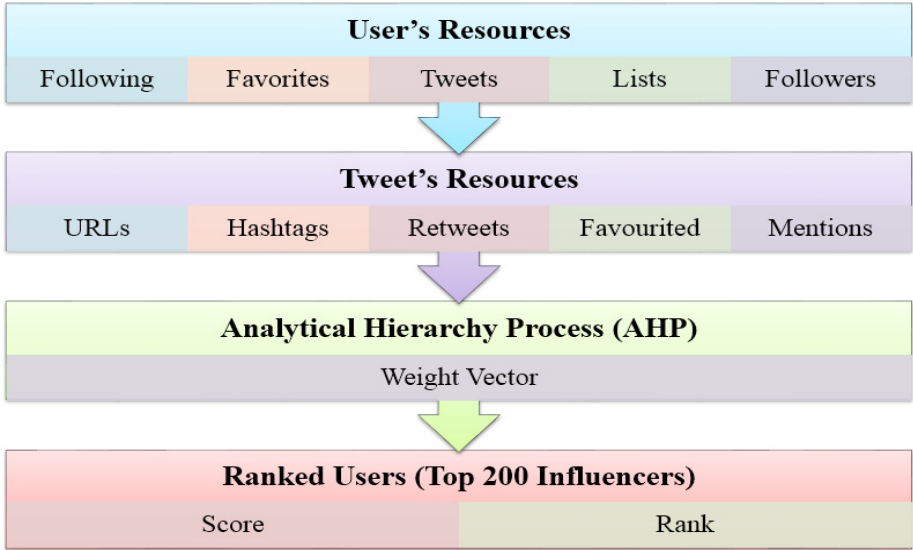 User's Resources
Following Favorites Tweets Lists Followers
Tweet's Resources
URLs Hashtags Retweets Favourited Mentions
Analytical Hierarchy Process (AHP)
Weight Vector
Ranked Users (Top 200 Influencers)
Score Rank